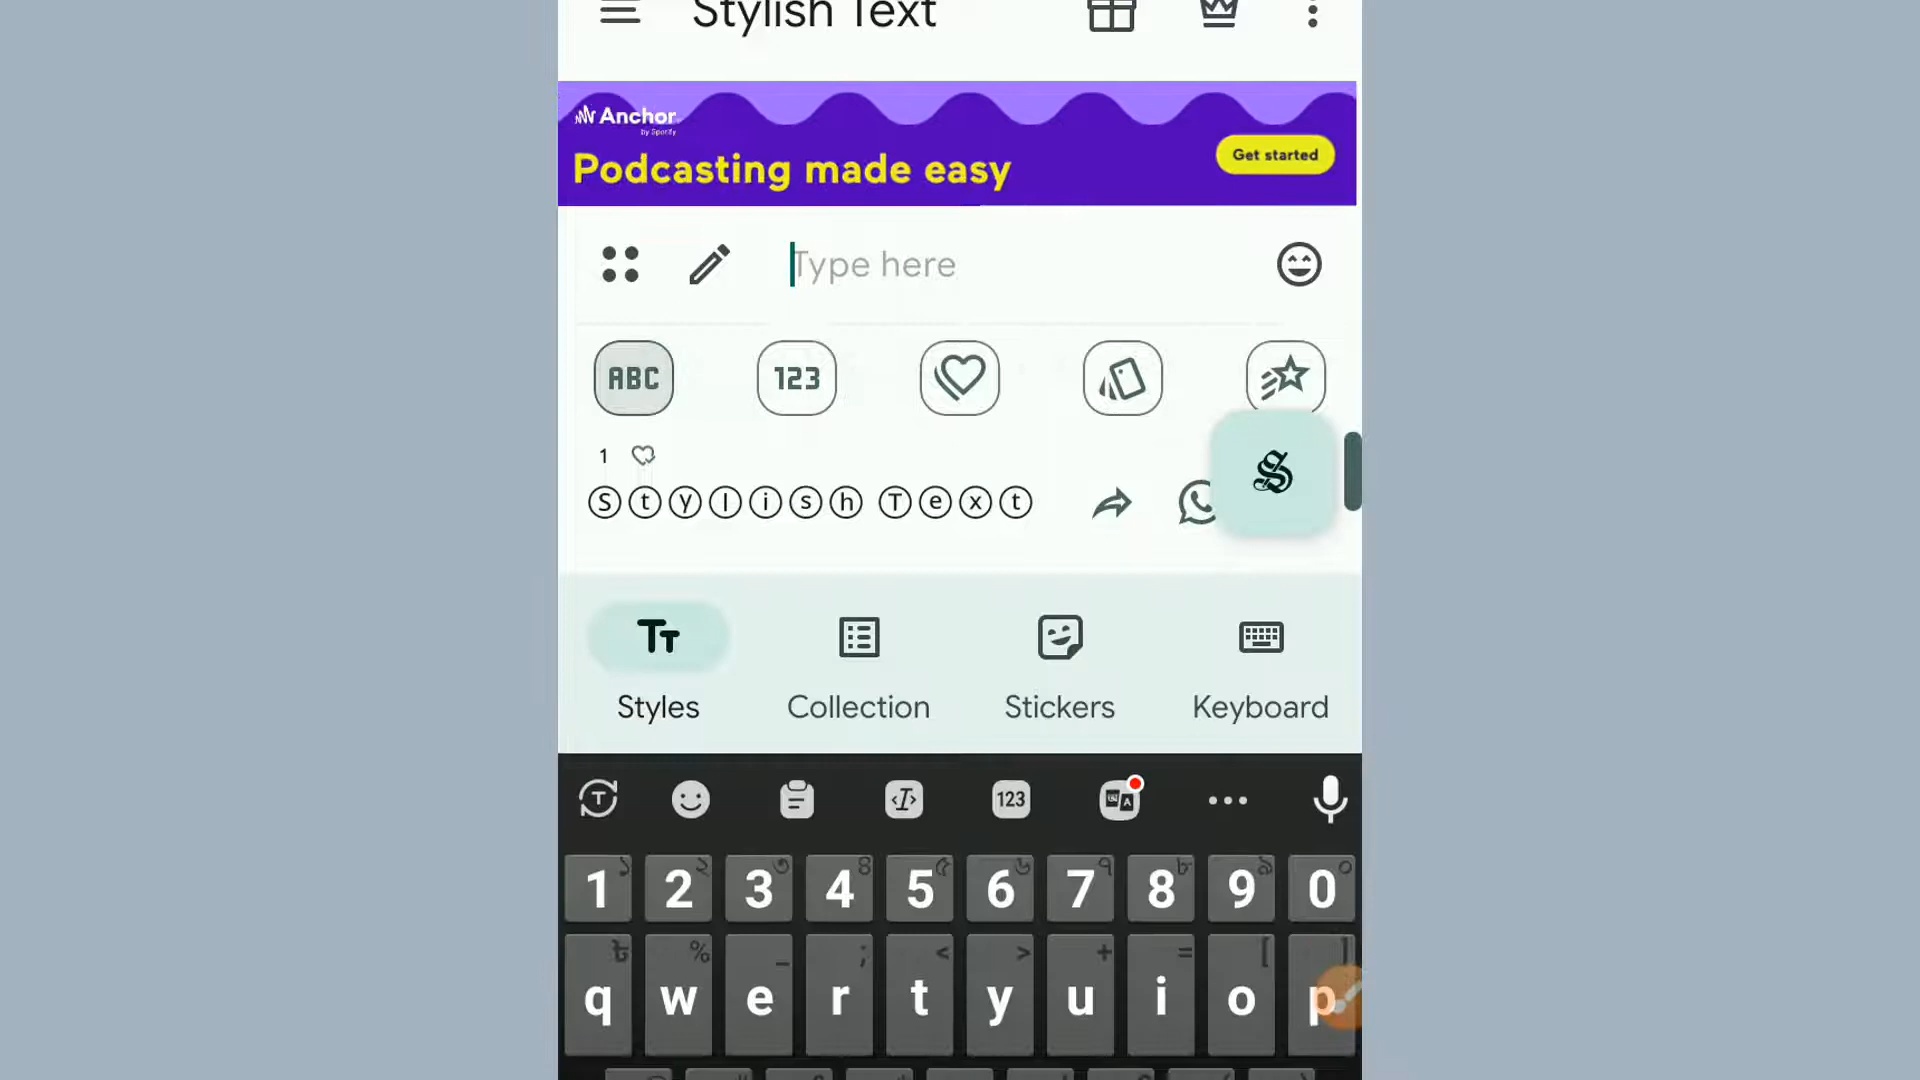 Stylish Text
Anchor
by Spotify
Podcasting made easy
Get started
Type here
ABC
123
1
Ⓢⓣⓨⓛⓘⓢⓗ Ⓣⓔⓧⓣ
Styles
Collection
Stickers
Keyboard
123
1 2 3 4 5 6 7 8 9 0
q w e r t y u i o p